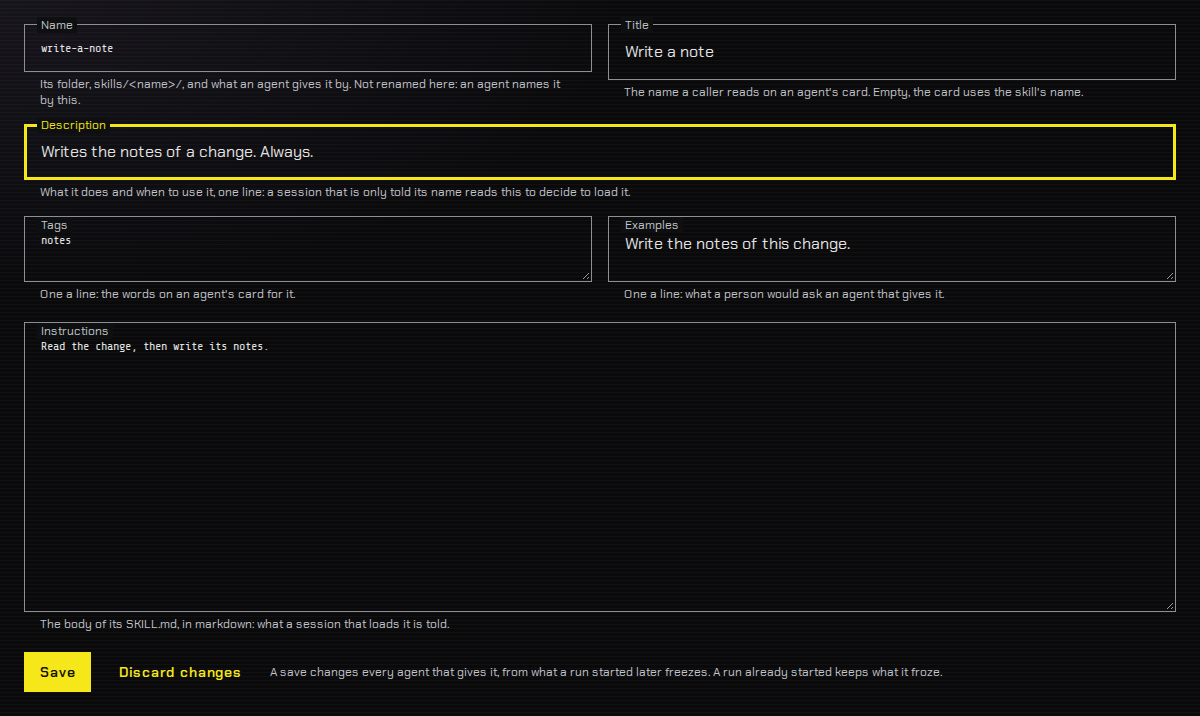 Name
write-a-note
Its folder, skills/<name>/, and what an agent gives it by. Not renamed here: an agent names it
by this.
Title
Write a note
The name a caller reads on an agent's card. Empty, the card uses the skill's name.
Description
Writes the notes of a change. Always.
What it does and when to use it, one line: a session that is only told its name reads this to decide to load it.
Tags
notes
One a line: the words on an agent's card for it.
Examples
Write the notes of this change.
One a line: what a person would ask an agent that gives it.
Instructions
Read the change, then write its notes.
The body of its SKILL.md, in markdown: what a session that loads it is told.
Save
Discard changes
A save changes every agent that gives it, from what a run started later freezes. A run already started keeps what it froze.